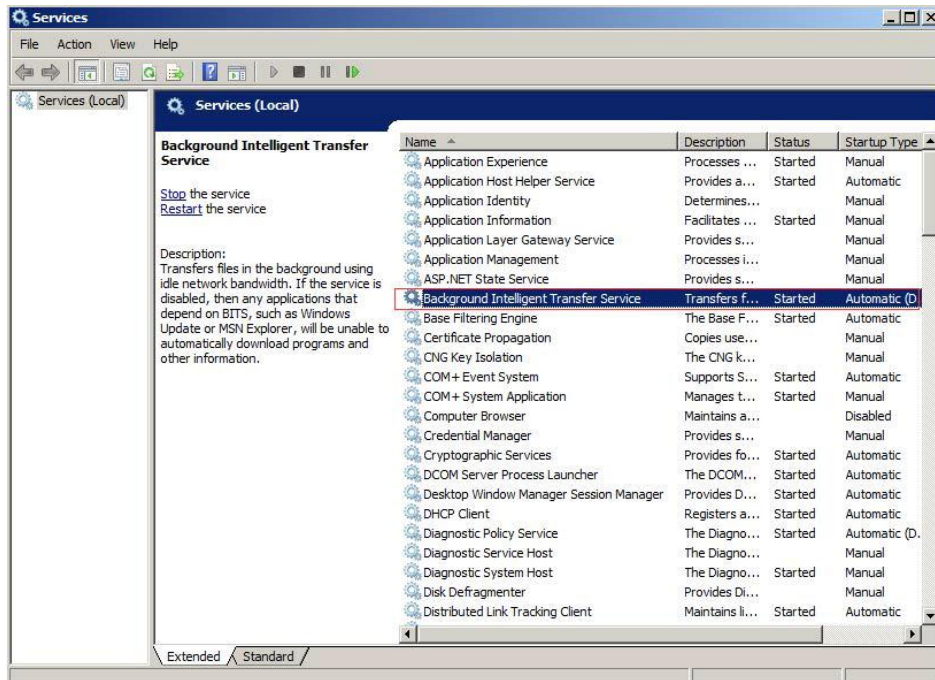 Services
File Action View Help
Services (Local)
Services (Local)
Background Intelligent Transfer
Service
Stop the service
Restart the service
Description:
Transfers files in the background using
idle network bandwidth. If the service is
disabled, then any applications that
depend on BITS, such as Windows
Update or MSN Explorer, will be unable to
automatically download programs and
other information.
Name Description Status Startup Type
Application Experience Processes ... Started Manual
Application Host Helper Service Provides a... Started Automatic
Application Identity Determines... Manual
Application Information Facilitates ... Started Manual
Application Layer Gateway Service Provides s... Manual
Application Management Processes i... Manual
ASP.NET State Service Provides s... Manual
Background Intelligent Transfer Service Transfers f... Started Automatic (D
Base Filtering Engine The Base F... Started Automatic
Certificate Propagation Copies use... Manual
CNG Key Isolation The CNG k... Manual
COM+ Event System Supports S... Started Automatic
COM+ System Application Manages t... Started Manual
Computer Browser Maintains a... Disabled
Credential Manager Provides s... Manual
Cryptographic Services Provides fo... Started Automatic
DCOM Server Process Launcher The DCOM... Started Automatic
Desktop Window Manager Session Manager Provides D... Started Automatic
DHCP Client Registers a... Started Automatic
Diagnostic Policy Service The Diagno... Started Automatic (D.
Diagnostic Service Host The Diagno... Manual
Diagnostic System Host The Diagno... Started Manual
Disk Defragmenter Provides Di... Manual
Distributed Link Tracking Client Maintains li... Started Automatic
Extended Standard